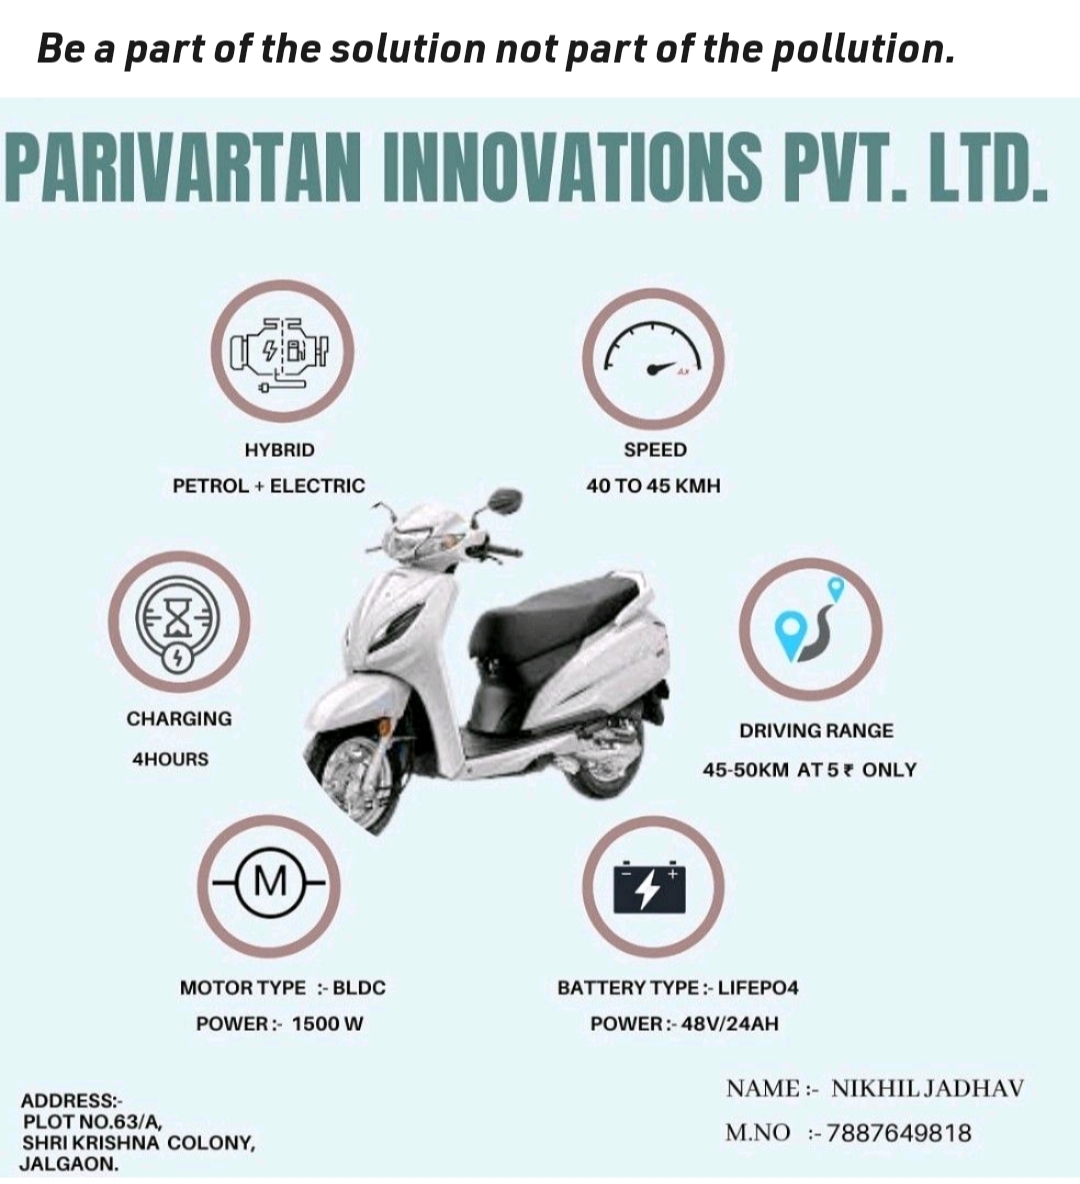 Be a part of the solution not part of the pollution.
PARIVARTAN INNOVATIONS PVT. LTD.
HYBRID
PETROL + ELECTRIC
SPEED
40 TO 45 KMH
CHARGING
4HOURS
DRIVING RANGE
45-50KM AT 5 ₹ ONLY
M
MOTOR TYPE :- BLDC
POWER:- 1500 W
- +
BATTERY TYPE:- LIFEPO4
POWER:- 48V/24AH
ADDRESS:-
PLOT NO.63/A,
SHRI KRISHNA COLONY,
JALGAON.
NAME :- NIKHIL JADHAV
M.NO :- 7887649818